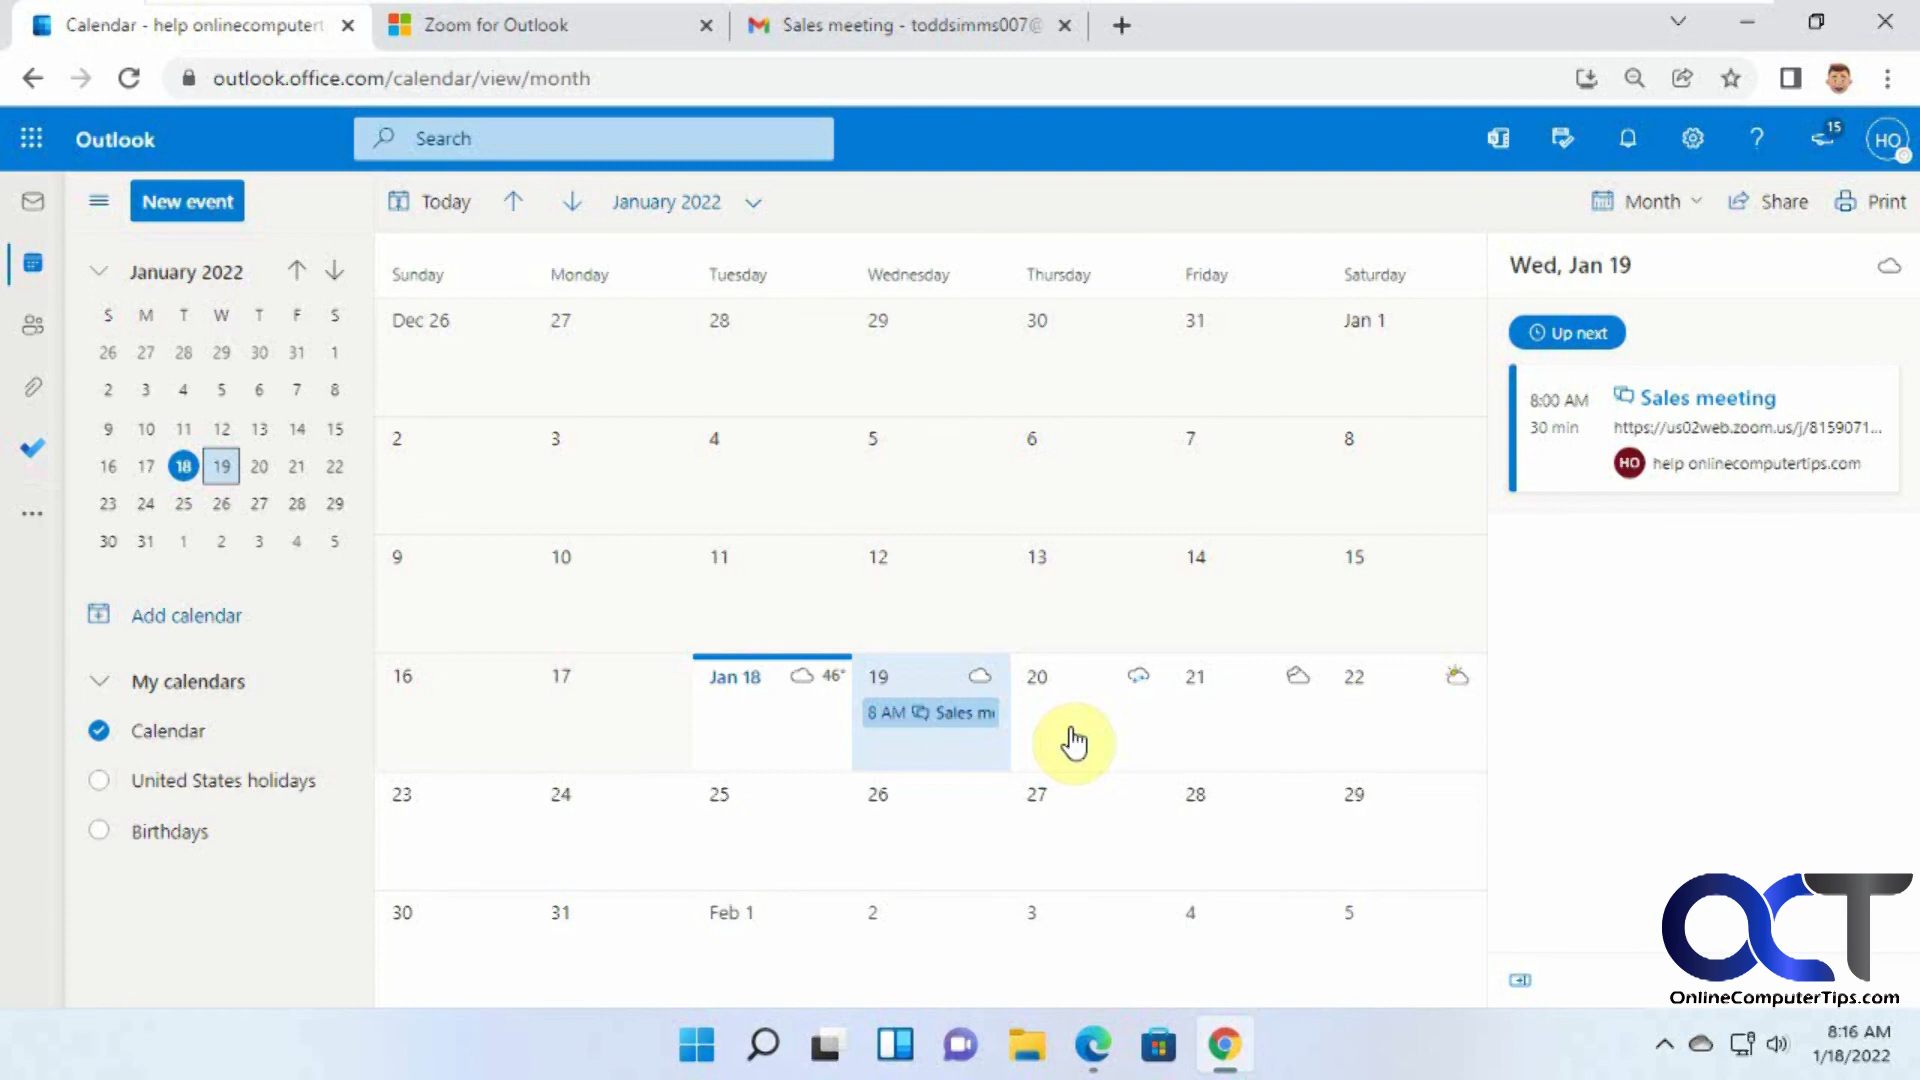 Calendar - help onlinecomputert
Zoom for Outlook
Sales meeting - toddsimms007@
outlook.office.com/calendar/view/month
Outlook
Search
15
HO
New event
Today
January 2022
Month
Share
Print
January 2022
S M T W T F S
26 27 28 29 30 31 1
2 3 4 5 6 7 8
9 10 11 12 13 14 15
16 17 18 19 20 21 22
23 24 25 26 27 28 29
30 31 1 2 3 4 5
Add calendar
My calendars
Calendar
United States holidays
Birthdays
Sunday Monday Tuesday Wednesday Thursday Friday Saturday
Dec 26 27 28 29 30 31 Jan 1
2 3 4 5 6 7 8
9 10 11 12 13 14 15
16 17 Jan 18 46° 19 20 21 22
8 AM Sales m
23 24 25 26 27 28 29
30 31 Feb 1 2 3 4 5
Wed, Jan 19
Up next
8:00 AM Sales meeting
30 min https://us02web.zoom.us/j/8159071...
HO help onlinecomputertips.com
OCT
OnlineComputerTips.com
8:16 AM
1/18/2022